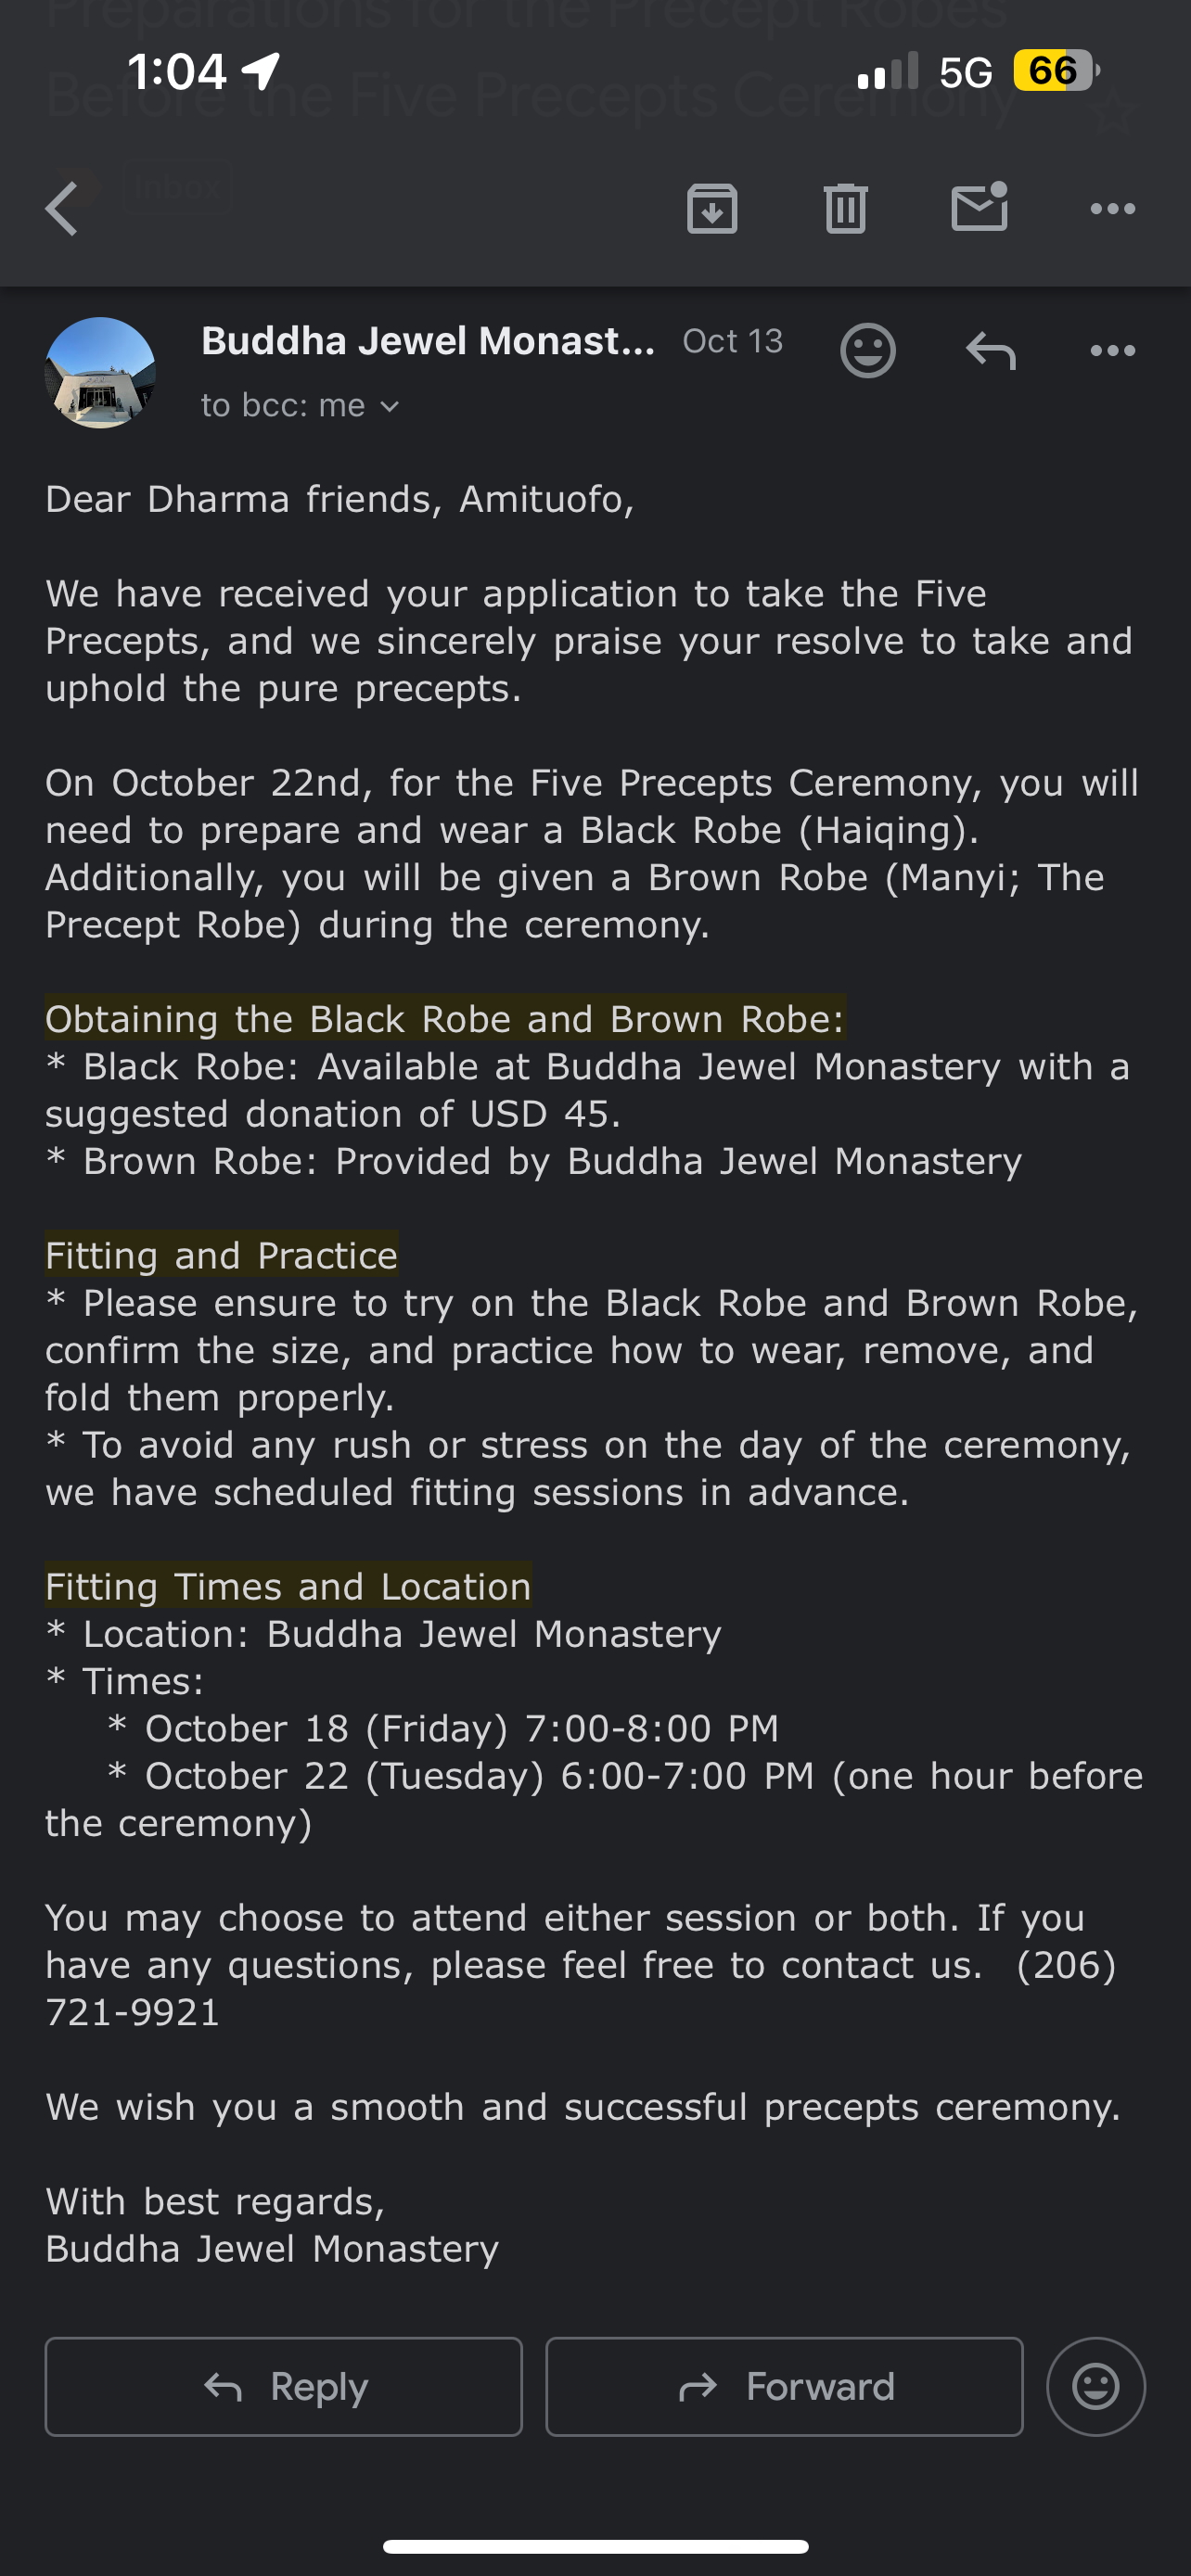 Preparations for the Precept Robes
1:04
5G
66
Before the Five Precepts Ceremony
Inbox
Buddha Jewel Monast...
Oct 13
to bcc: me
Dear Dharma friends, Amituofo,
We have received your application to take the Five
Precepts, and we sincerely praise your resolve to take and
uphold the pure precepts.
On October 22nd, for the Five Precepts Ceremony, you will
need to prepare and wear a Black Robe (Haiqing).
Additionally, you will be given a Brown Robe (Manyi; The
Precept Robe) during the ceremony.
Obtaining the Black Robe and Brown Robe:
* Black Robe: Available at Buddha Jewel Monastery with a
suggested donation of USD 45.
* Brown Robe: Provided by Buddha Jewel Monastery
Fitting and Practice
* Please ensure to try on the Black Robe and Brown Robe,
confirm the size, and practice how to wear, remove, and
fold them properly.
* To avoid any rush or stress on the day of the ceremony,
we have scheduled fitting sessions in advance.
Fitting Times and Location
* Location: Buddha Jewel Monastery
* Times:
* October 18 (Friday) 7:00-8:00 PM
* October 22 (Tuesday) 6:00-7:00 PM (one hour before
the ceremony)
You may choose to attend either session or both. If you
have any questions, please feel free to contact us.  (206)
721-9921
We wish you a smooth and successful precepts ceremony.
With best regards,
Buddha Jewel Monastery
Reply
Forward